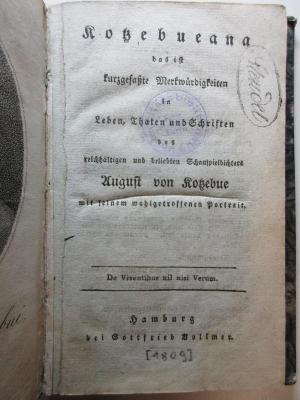 Kotzebueana
das ist
kurzgefaßte Merkwürdigkeiten
in
Leben, Thaten und Schriften
des
reichhaltigen und beliebten Schauspieldichters
August von Kotzebue
mit seinem wohlgetroffenen Portrait.
De Viventibus nil nisi Verum.
Hamburg
bei Gottfried Vollmer.
[1809]